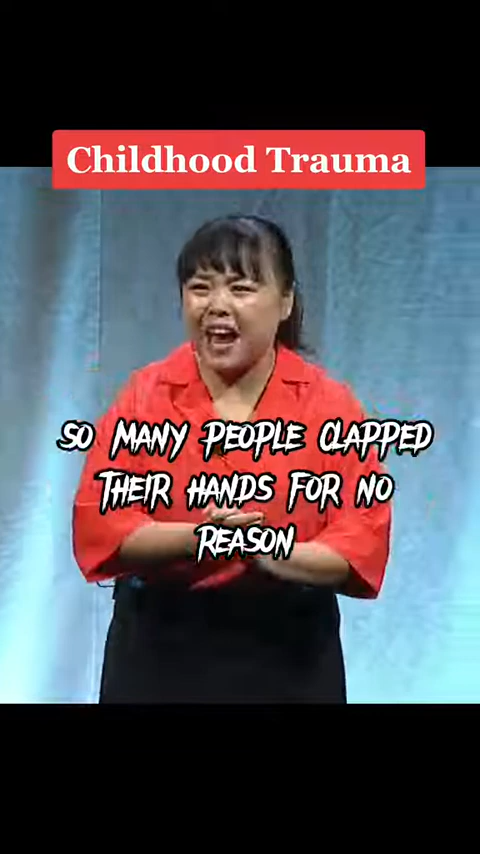 Childhood Trauma
SO MANY PEOPLE CLAPPED
THEIR HANDS FOR NO
REASON